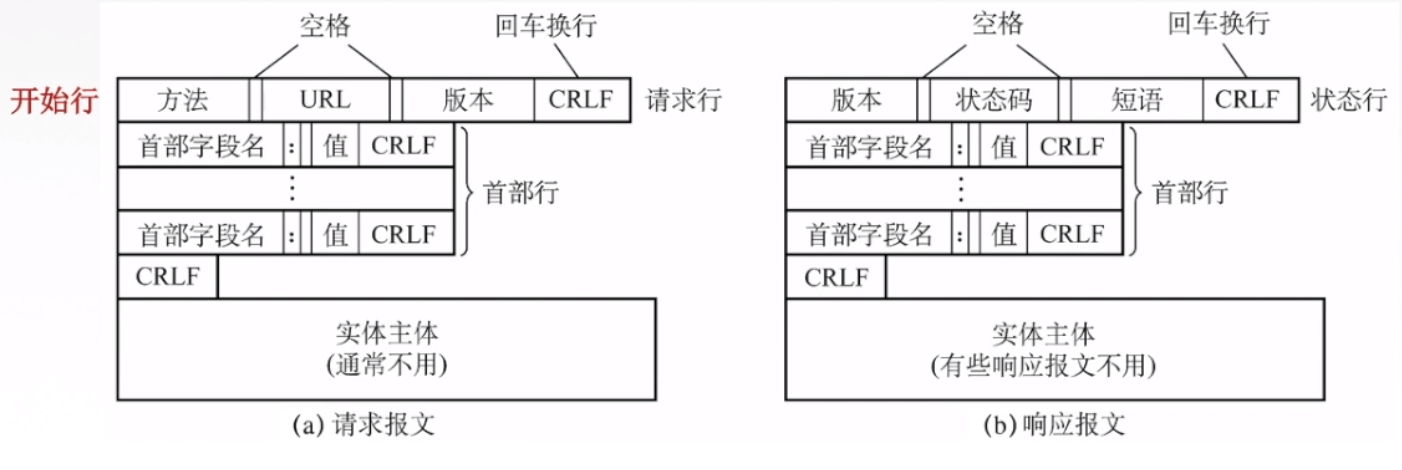 空格 回车换行
开始行 方法 URL 版本 CRLF 请求行
首部字段名 : 值 CRLF
⋮ 首部行
首部字段名 : 值 CRLF
CRLF
实体主体
(通常不用)
(a) 请求报文
空格 回车换行
版本 状态码 短语 CRLF 状态行
首部字段名 : 值 CRLF
⋮ 首部行
首部字段名 : 值 CRLF
CRLF
实体主体
(有些响应报文不用)
(b) 响应报文